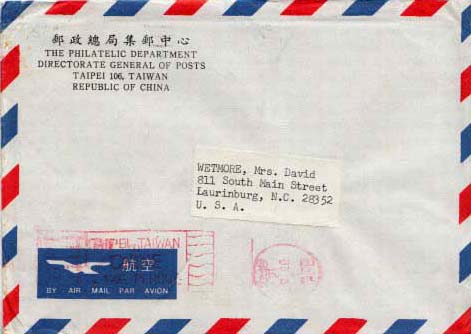 郵政總局集郵中心
THE PHILATELIC DEPARTMENT
DIRECTORATE GENERAL OF POSTS
TAIPEI 106, TAIWAN
REPUBLIC OF CHINA
WETMORE, Mrs. David
811 South Main Street
Laurinburg, N.C. 28352
U. S. A.
TAIPEI, TAIWAN
航空
BY AIR MAIL PAR AVION